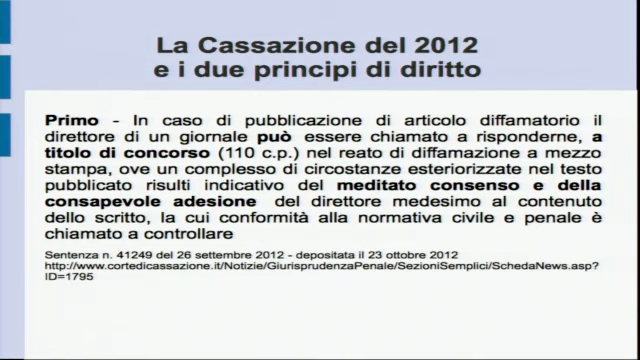 La Cassazione del 2012
e i due principi di diritto
Primo - In caso di pubblicazione di articolo diffamatorio il
direttore di un giornale può essere chiamato a risponderne, a
titolo di concorso (110 c.p.) nel reato di diffamazione a mezzo
stampa, ove un complesso di circostanze esteriorizzate nel testo
pubblicato risulti indicativo del meditato consenso e della
consapevole adesione del direttore medesimo al contenuto
dello scritto, la cui conformità alla normativa civile e penale è
chiamato a controllare
Sentenza n. 41249 del 26 settembre 2012 - depositata il 23 ottobre 2012
http://www.cortedicassazione.it/Notizie/GiurisprudenzaPenale/SezioniSemplici/SchedaNews.asp?
ID=1795